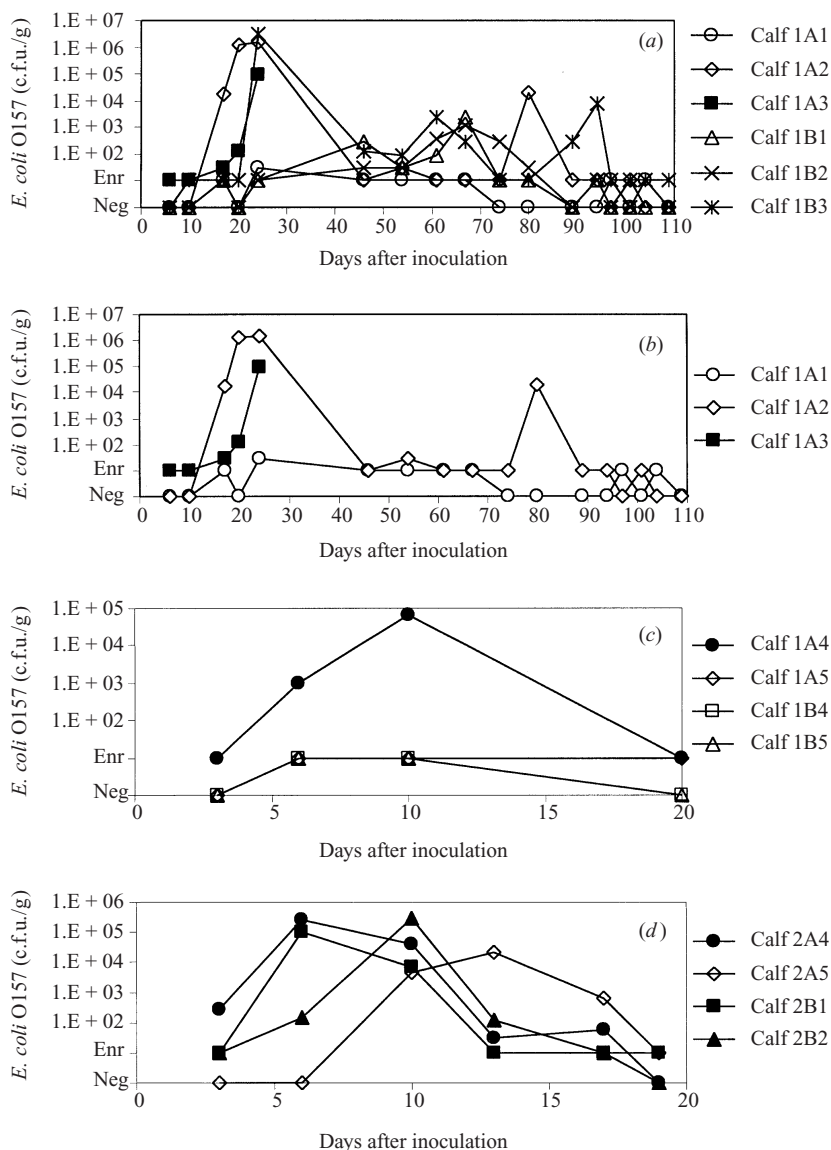 E. coli O157 (c.f.u./g)
1.E + 07
1.E + 06
1.E + 05
1.E + 04
1.E + 03
1.E + 02
Enr
Neg
0 10 20 30 40 50 60 70 80 90 100 110
Days after inoculation
(a)
Calf 1A1
Calf 1A2
Calf 1A3
Calf 1B1
Calf 1B2
Calf 1B3
E. coli O157 (c.f.u./g)
1.E + 07
1.E + 06
1.E + 05
1.E + 04
1.E + 03
1.E + 02
Enr
Neg
0 10 20 30 40 50 60 70 80 90 100 110
Days after inoculation
(b)
Calf 1A1
Calf 1A2
Calf 1A3
E. coli O157 (c.f.u./g)
1.E + 05
1.E + 04
1.E + 03
1.E + 02
Enr
Neg
0 5 10 15 20
Days after inoculation
(c)
Calf 1A4
Calf 1A5
Calf 1B4
Calf 1B5
E. coli O157 (c.f.u./g)
1.E + 06
1.E + 05
1.E + 04
1.E + 03
1.E + 02
Enr
Neg
0 5 10 15 20
Days after inoculation
(d)
Calf 2A4
Calf 2A5
Calf 2B1
Calf 2B2